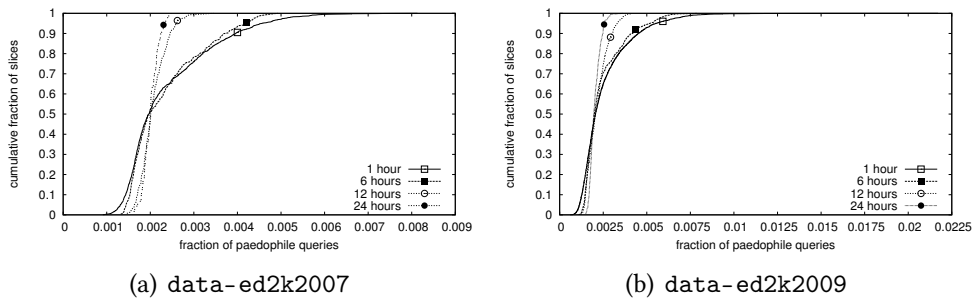 1
0.9
0.8
0.7
0.6
0.5
0.4
0.3
0.2
0.1
0
cumulative fraction of slices
1 hour
6 hours
12 hours
24 hours
0 0.001 0.002 0.003 0.004 0.005 0.006 0.007 0.008 0.009
fraction of paedophile queries
(a) data-ed2k2007
1
0.9
0.8
0.7
0.6
0.5
0.4
0.3
0.2
0.1
0
cumulative fraction of slices
1 hour
6 hours
12 hours
24 hours
0 0.0025 0.005 0.0075 0.01 0.0125 0.015 0.0175 0.02 0.0225
fraction of paedophile queries
(b) data-ed2k2009